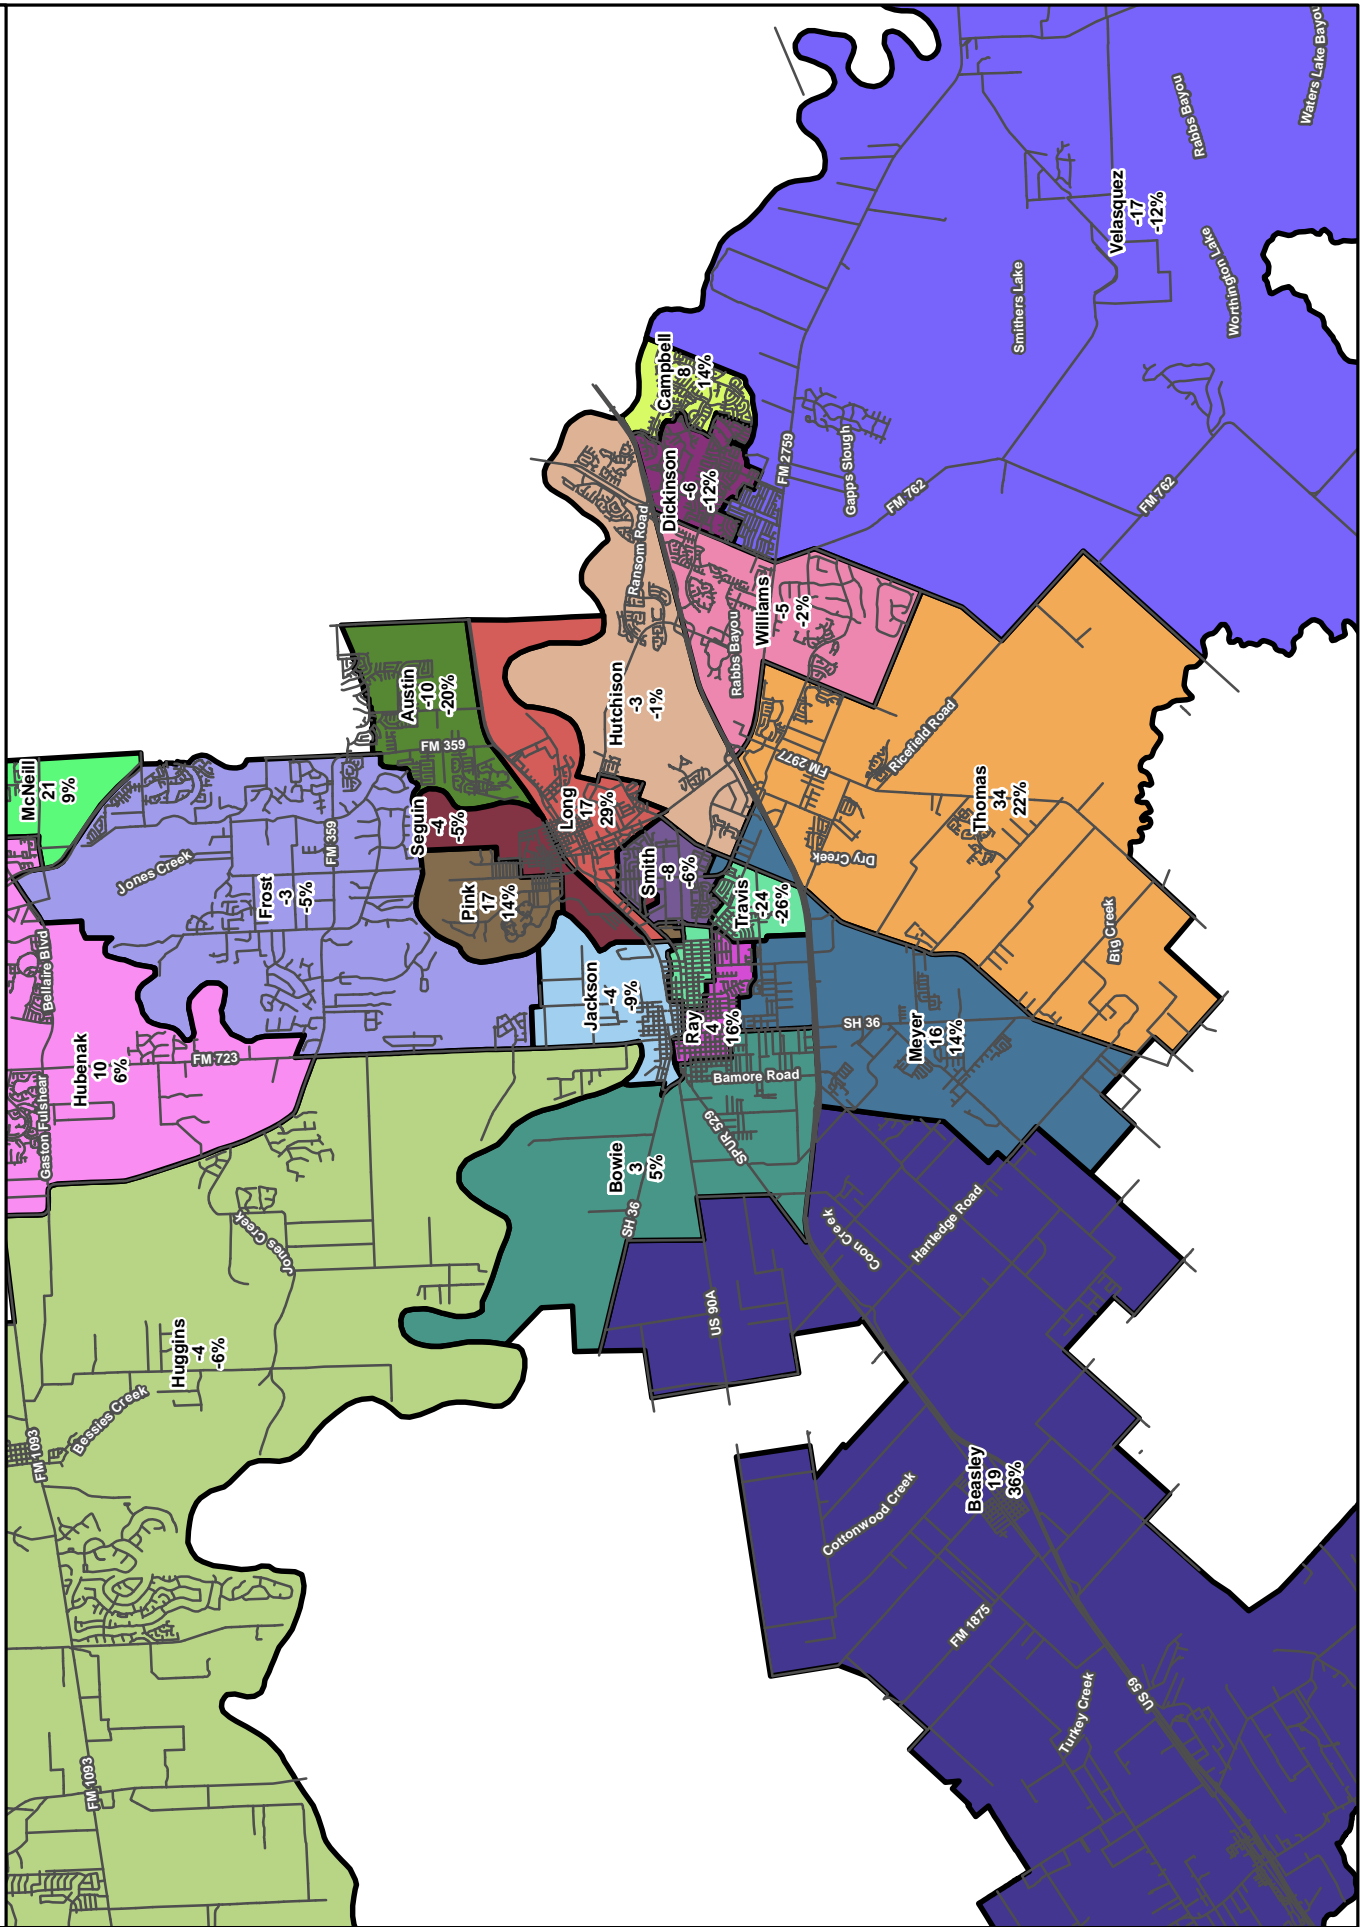 McNeill
21
9%
Jones Creek
FM 359
Frost
-3
-5%
Bellaire Blvd
Hubenak
10
6%
FM 723
Gaston Fulshear
Jones Creek
Huggins
-4
-6%
Bessies Creek
FM 1093
FM 1093
Austin
-10
-20%
FM 359
Seguin
-4
-5%
Pink
17
14%
Long
17
29%
Smith
-8
-6%
Travis
-24
-26%
Jackson
-4
-9%
Ray
4
16%
Bamore Road
SPUR 529
Bowie
3
5%
SH 36
US 90A
Hutchison
-3
-1%
Ransom Road
Campbell
8
14%
Dickinson
-6
-12%
Williams
-5
-2%
Rabbs Bayou
FM 2759
Gapps Slough
FM 762
FM 762
Smithers Lake
Velasquez
-17
-12%
Rabbs Bayou
Waters Lake Bayou
Worthington Lake
FM 2977
Ricefield Road
Dry Creek
Thomas
34
22%
Big Creek
SH 36
Meyer
16
14%
Coon Creek
Hartledge Road
Cottonwood Creek
Beasley
19
36%
FM 1875
Turkey Creek
US 59